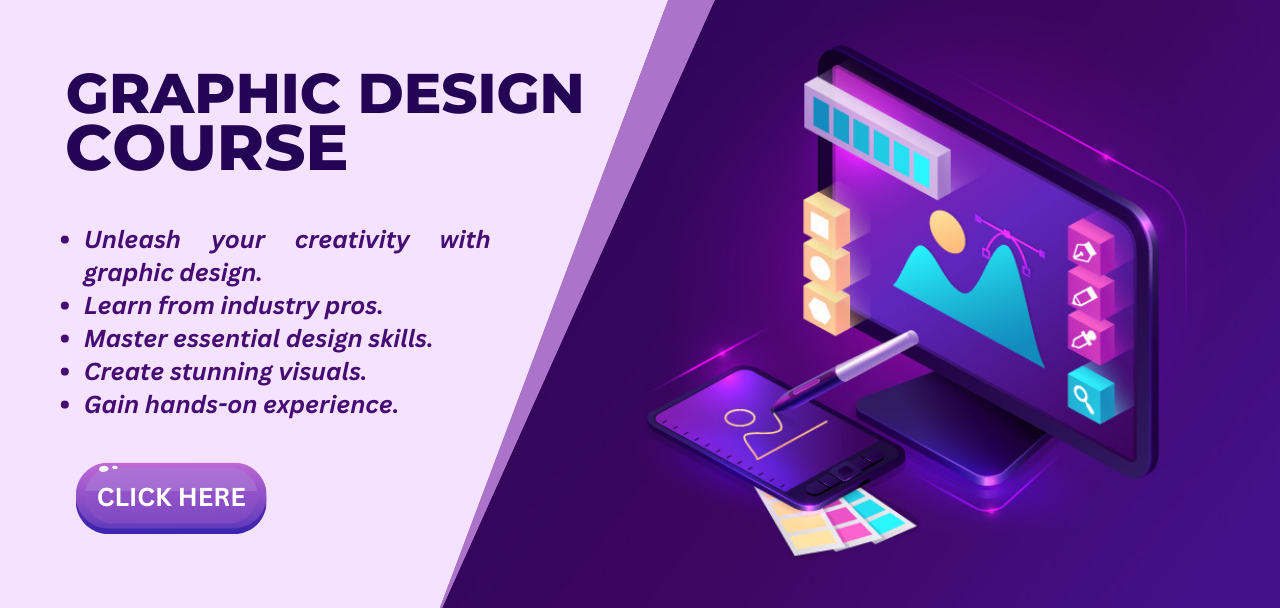 GRAPHIC DESIGN
COURSE
• Unleash your creativity with
graphic design.
• Learn from industry pros.
• Master essential design skills.
• Create stunning visuals.
• Gain hands-on experience.
CLICK HERE